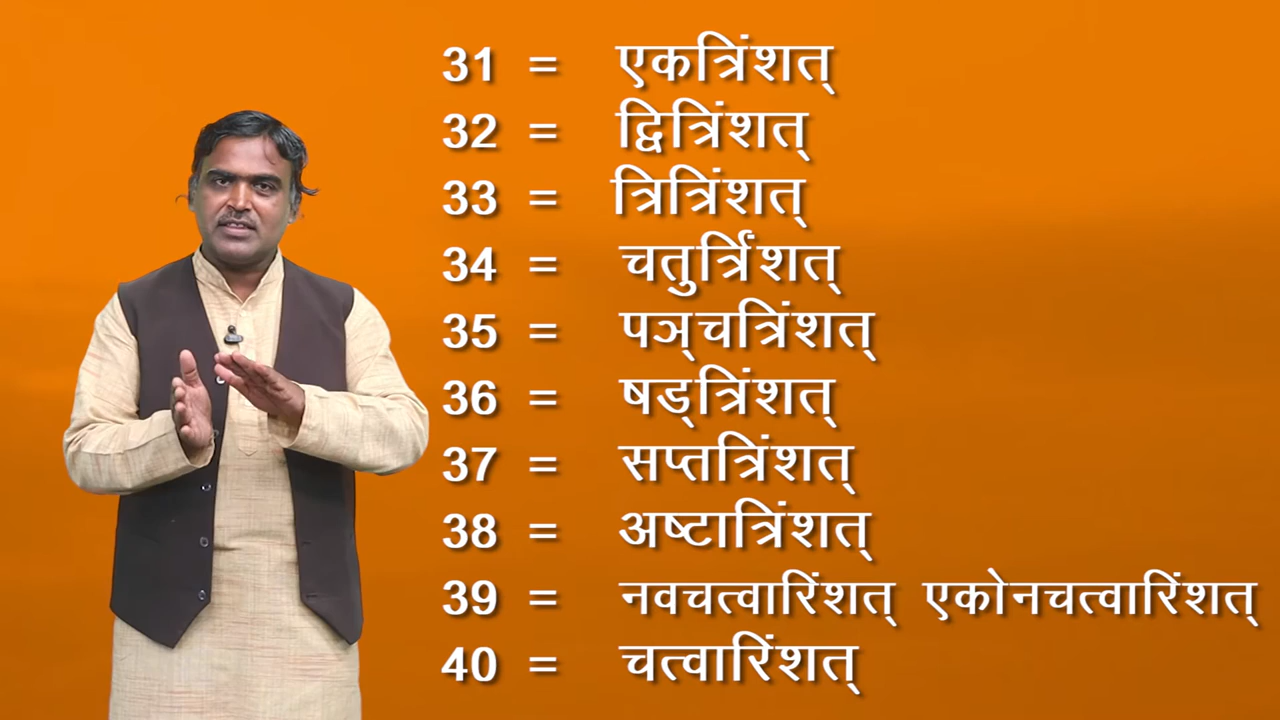 31 = एकत्रिंशत्
32 = द्वित्रिंशत्
33 = त्रित्रिंशत्
34 = चतुर्त्रिंशत्
35 = पञ्चत्रिंशत्
36 = षड्त्रिंशत्
37 = सप्तत्रिंशत्
38 = अष्टात्रिंशत्
39 = नवचत्वारिंशत् एकोनचत्वारिंशत्
40 = चत्वारिंशत्